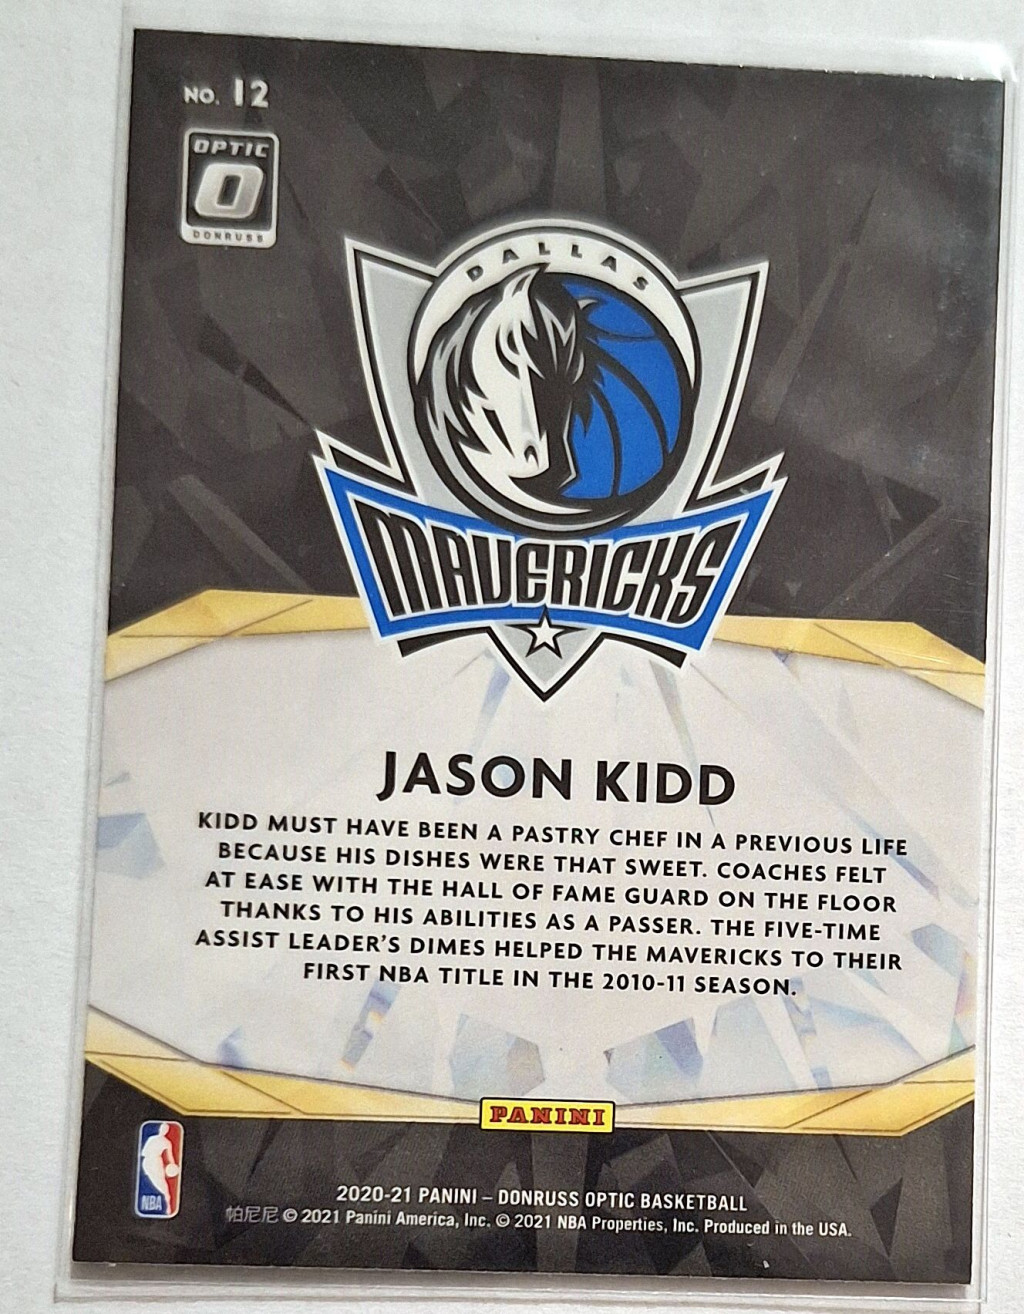 NO. 12
OPTIC
DONRUSS
DALLAS
MAVERICKS
JASON KIDD
KIDD MUST HAVE BEEN A PASTRY CHEF IN A PREVIOUS LIFE
BECAUSE HIS DISHES WERE THAT SWEET. COACHES FELT
AT EASE WITH THE HALL OF FAME GUARD ON THE FLOOR
THANKS TO HIS ABILITIES AS A PASSER. THE FIVE-TIME
ASSIST LEADER'S DIMES HELPED THE MAVERICKS TO THEIR
FIRST NBA TITLE IN THE 2010-11 SEASON.
PANINI
NBA
2020-21 PANINI – DONRUSS OPTIC BASKETBALL
帕尼尼 © 2021 Panini America, Inc. © 2021 NBA Properties, Inc. Produced in the USA.